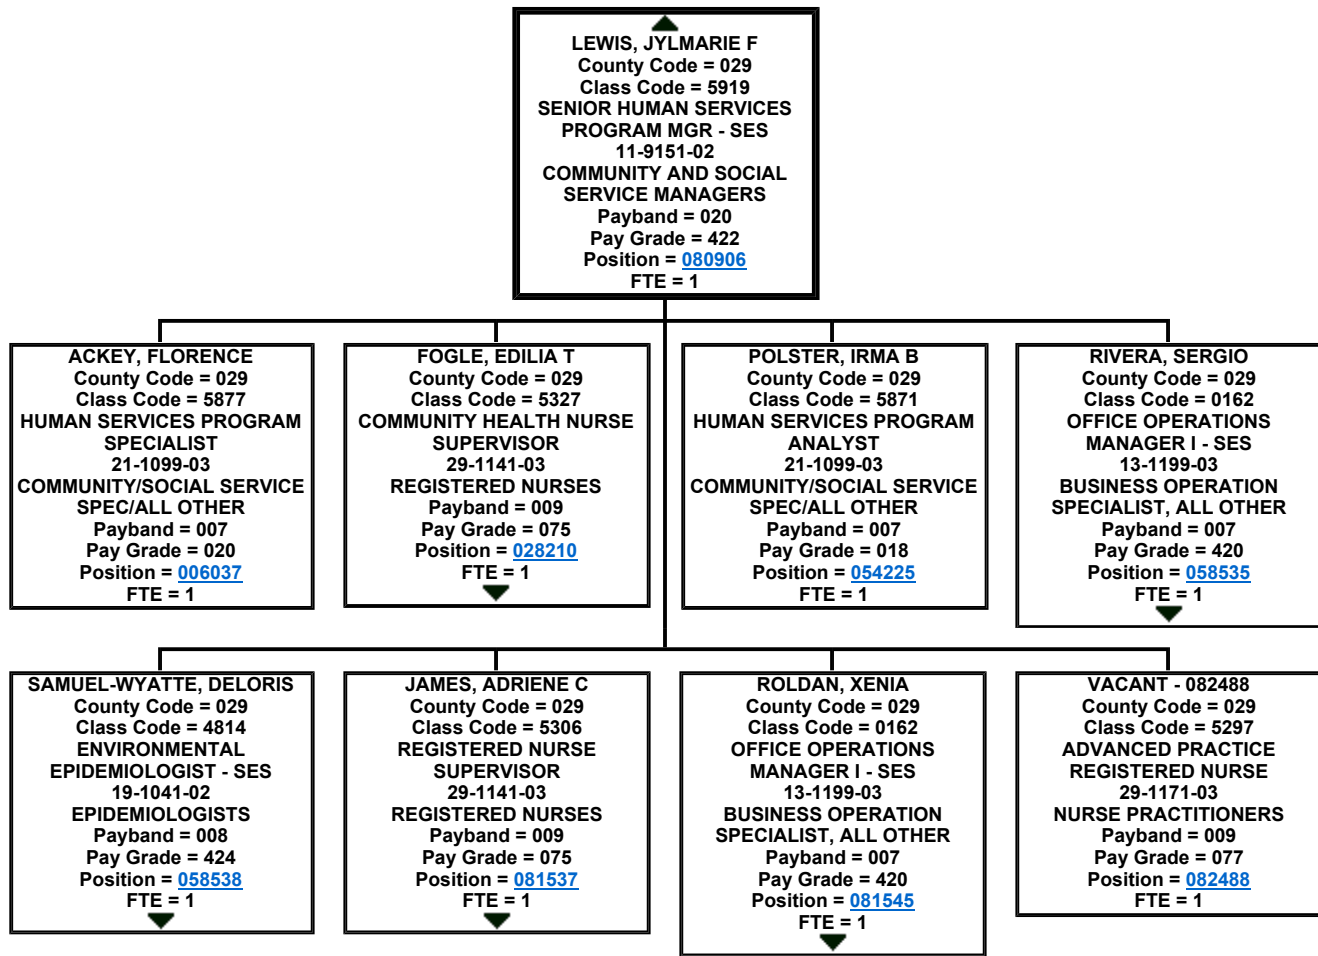 LEWIS, JYLMARIE F
County Code = 029
Class Code = 5919
SENIOR HUMAN SERVICES
PROGRAM MGR - SES
11-9151-02
COMMUNITY AND SOCIAL
SERVICE MANAGERS
Payband = 020
Pay Grade = 422
Position = 080906
FTE = 1
ACKEY, FLORENCE
County Code = 029
Class Code = 5877
HUMAN SERVICES PROGRAM
SPECIALIST
21-1099-03
COMMUNITY/SOCIAL SERVICE
SPEC/ALL OTHER
Payband = 007
Pay Grade = 020
Position = 006037
FTE = 1
FOGLE, EDILIA T
County Code = 029
Class Code = 5327
COMMUNITY HEALTH NURSE
SUPERVISOR
29-1141-03
REGISTERED NURSES
Payband = 009
Pay Grade = 075
Position = 028210
FTE = 1
POLSTER, IRMA B
County Code = 029
Class Code = 5871
HUMAN SERVICES PROGRAM
ANALYST
21-1099-03
COMMUNITY/SOCIAL SERVICE
SPEC/ALL OTHER
Payband = 007
Pay Grade = 018
Position = 054225
FTE = 1
RIVERA, SERGIO
County Code = 029
Class Code = 0162
OFFICE OPERATIONS
MANAGER I - SES
13-1199-03
BUSINESS OPERATION
SPECIALIST, ALL OTHER
Payband = 007
Pay Grade = 420
Position = 058535
FTE = 1
SAMUEL-WYATTE, DELORIS
County Code = 029
Class Code = 4814
ENVIRONMENTAL
EPIDEMIOLOGIST - SES
19-1041-02
EPIDEMIOLOGISTS
Payband = 008
Pay Grade = 424
Position = 058538
FTE = 1
JAMES, ADRIENE C
County Code = 029
Class Code = 5306
REGISTERED NURSE
SUPERVISOR
29-1141-03
REGISTERED NURSES
Payband = 009
Pay Grade = 075
Position = 081537
FTE = 1
ROLDAN, XENIA
County Code = 029
Class Code = 0162
OFFICE OPERATIONS
MANAGER I - SES
13-1199-03
BUSINESS OPERATION
SPECIALIST, ALL OTHER
Payband = 007
Pay Grade = 420
Position = 081545
FTE = 1
VACANT - 082488
County Code = 029
Class Code = 5297
ADVANCED PRACTICE
REGISTERED NURSE
29-1171-03
NURSE PRACTITIONERS
Payband = 009
Pay Grade = 077
Position = 082488
FTE = 1